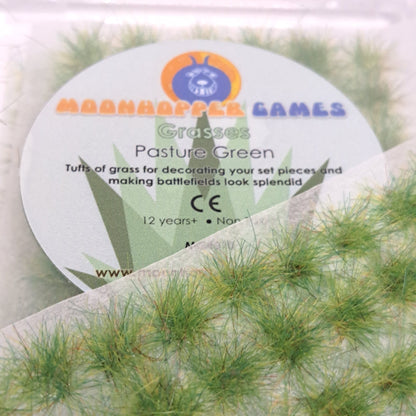 MOONHOPPER GAMES
Grasses
Pasture Green
Tufts of grass for decorating your set pieces and
making battlefields look splendid
CE
12 years+ •
www.